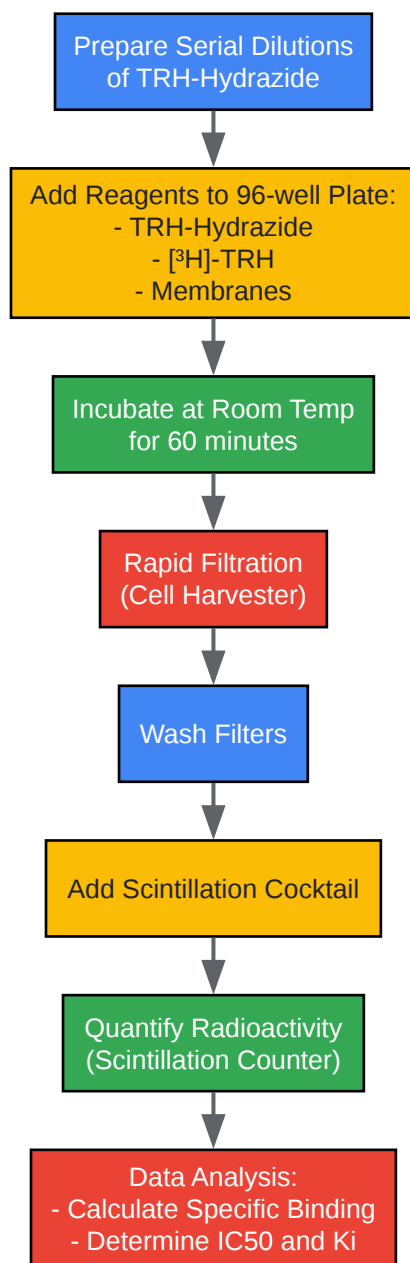 Prepare Serial Dilutions
of TRH-Hydrazide
Add Reagents to 96-well Plate:
- TRH-Hydrazide
- [³H]-TRH
- Membranes
Incubate at Room Temp
for 60 minutes
Rapid Filtration
(Cell Harvester)
Wash Filters
Add Scintillation Cocktail
Quantify Radioactivity
(Scintillation Counter)
Data Analysis:
- Calculate Specific Binding
- Determine IC50 and Ki